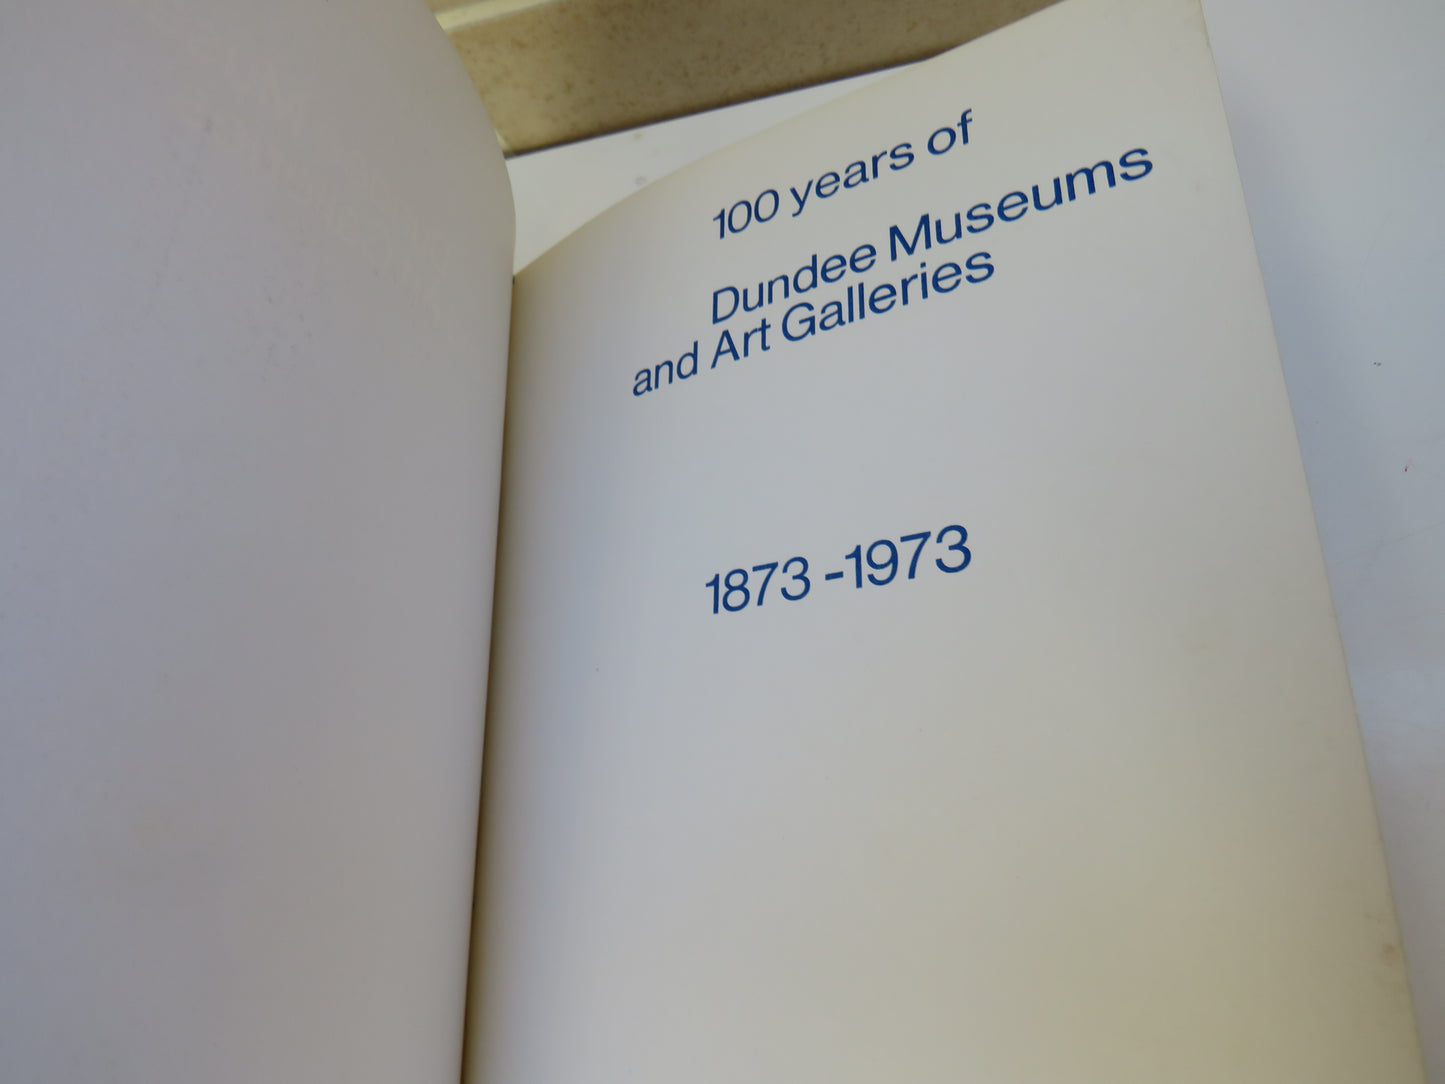 100 years of
Dundee Museums
and Art Galleries
1873-1973